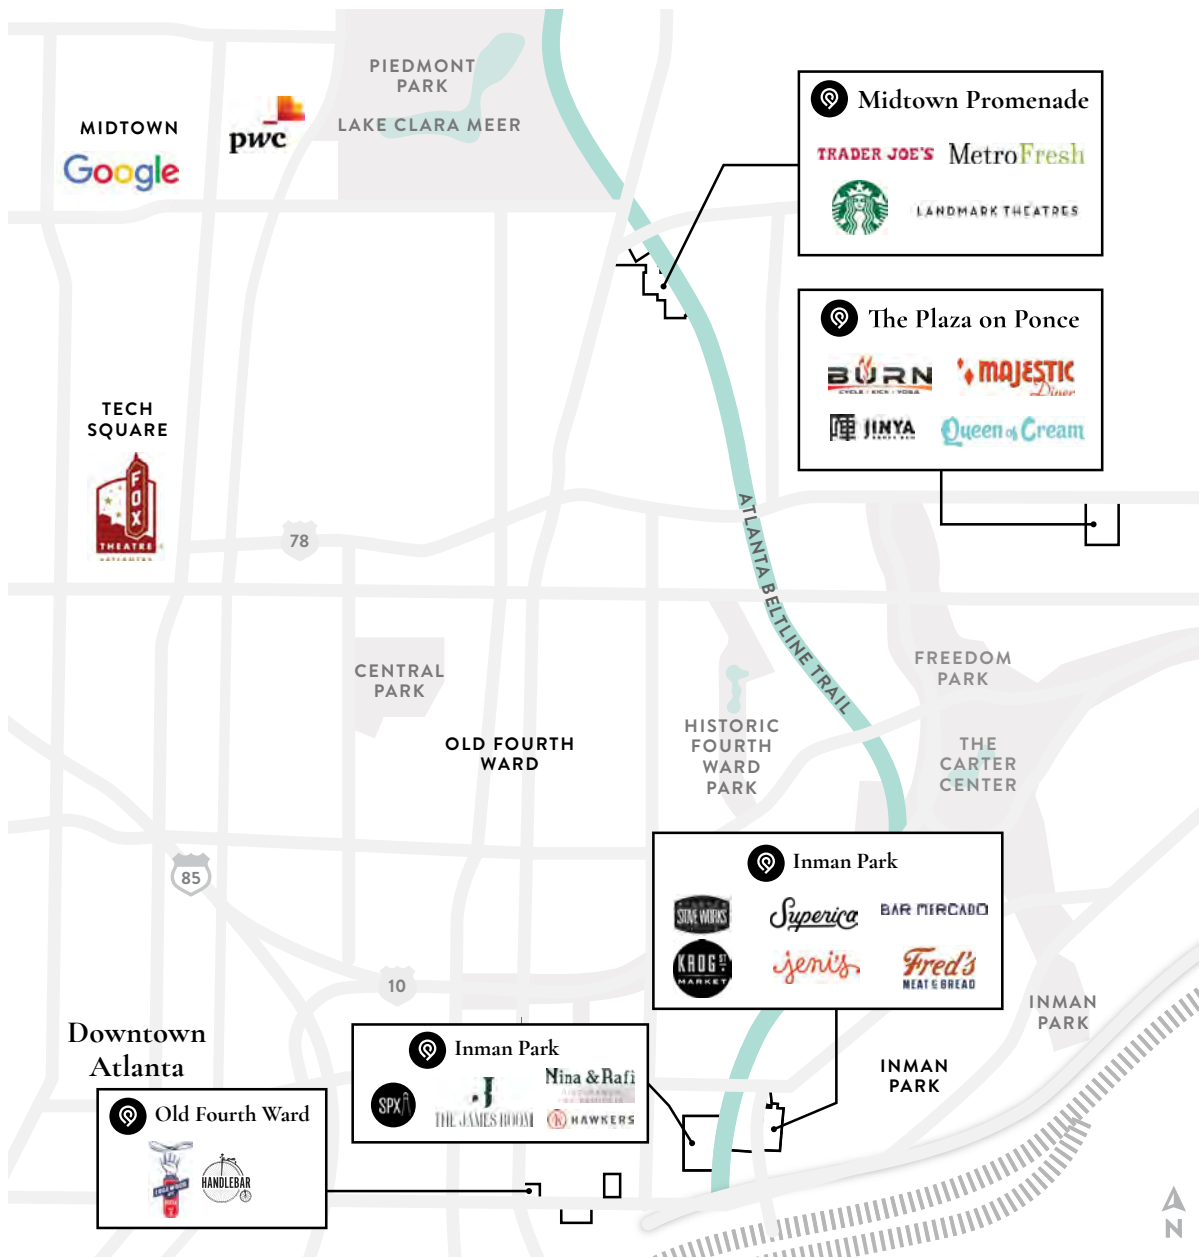 PIEDMONT
PARK
LAKE CLARA MEER
MIDTOWN
Google
pwc
Midtown Promenade
TRADER JOE'S
MetroFresh
LANDMARK THEATRES
The Plaza on Ponce
BURN
CYCLE • KICK • YOGA
MAJESTIC
Diner
JINYA
RAMEN BAR
Queen of Cream
TECH
SQUARE
FOX
THEATRE
ATLANTA
78
ATLANTA BELTLINE TRAIL
CENTRAL
PARK
FREEDOM
PARK
OLD FOURTH
WARD
HISTORIC
FOURTH
WARD
PARK
THE
CARTER
CENTER
85
Inman Park
STOVE WORKS
Superica
BAR MERCADO
KROG ST
MARKET
jeni's
Fred's
MEAT & BREAD
10
INMAN
PARK
INMAN
PARK
Downtown
Atlanta
Inman Park
SPX
J
THE JAMES ROOM
Nina & Rafi
H HAWKERS
Old Fourth Ward
HANDLEBAR
N